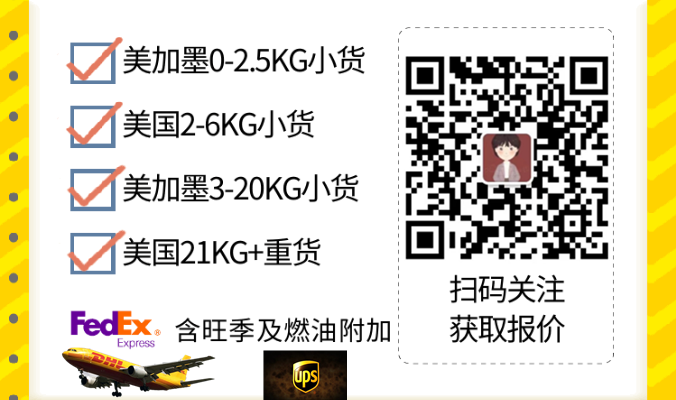 美加墨0-2.5KG小货
美国2-6KG小货
美加墨3-20KG小货
美国21KG+重货
扫码关注
获取报价
FedEx®
Express
含旺季及燃油附加
DHL
ups